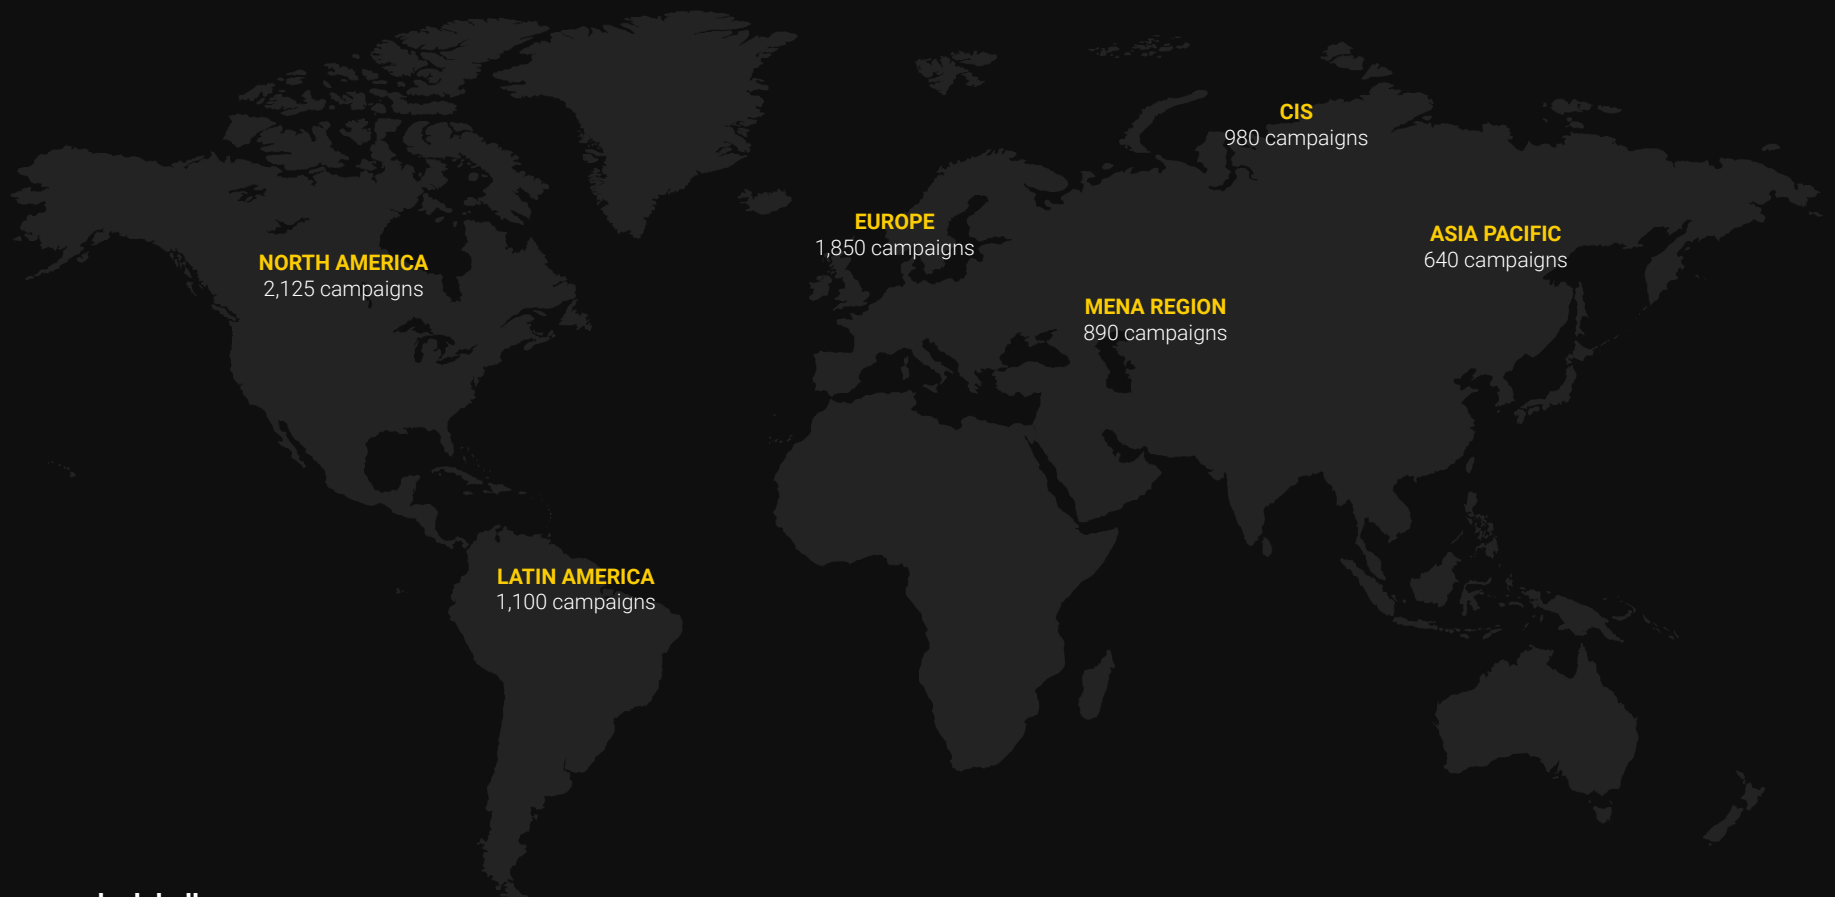 CIS
980 campaigns
EUROPE
1,850 campaigns
ASIA PACIFIC
640 campaigns
NORTH AMERICA
2,125 campaigns
MENA REGION
890 campaigns
LATIN AMERICA
1,100 campaigns